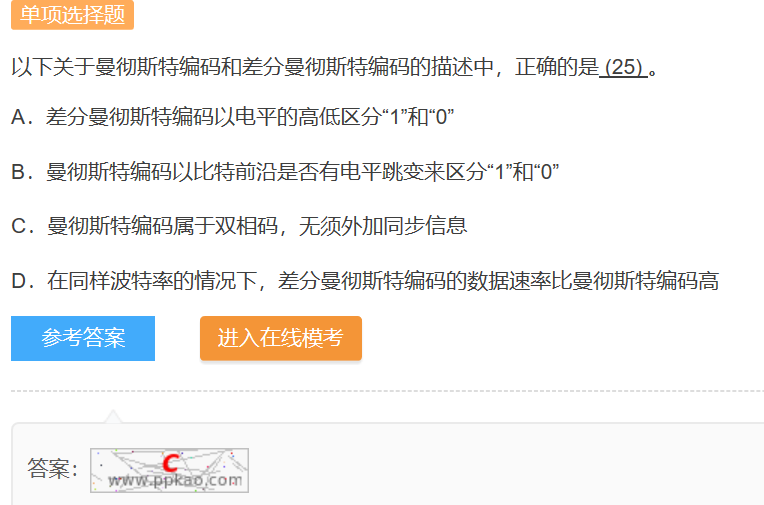 单项选择题
以下关于曼彻斯特编码和差分曼彻斯特编码的描述中，正确的是 (25) 。
A．差分曼彻斯特编码以电平的高低区分“1”和“0”
B．曼彻斯特编码以比特前沿是否有电平跳变来区分“1”和“0”
C．曼彻斯特编码属于双相码，无须外加同步信息
D．在同样波特率的情况下，差分曼彻斯特编码的数据速率比曼彻斯特编码高
参考答案 进入在线模考
答案： C
www.ppkao.com